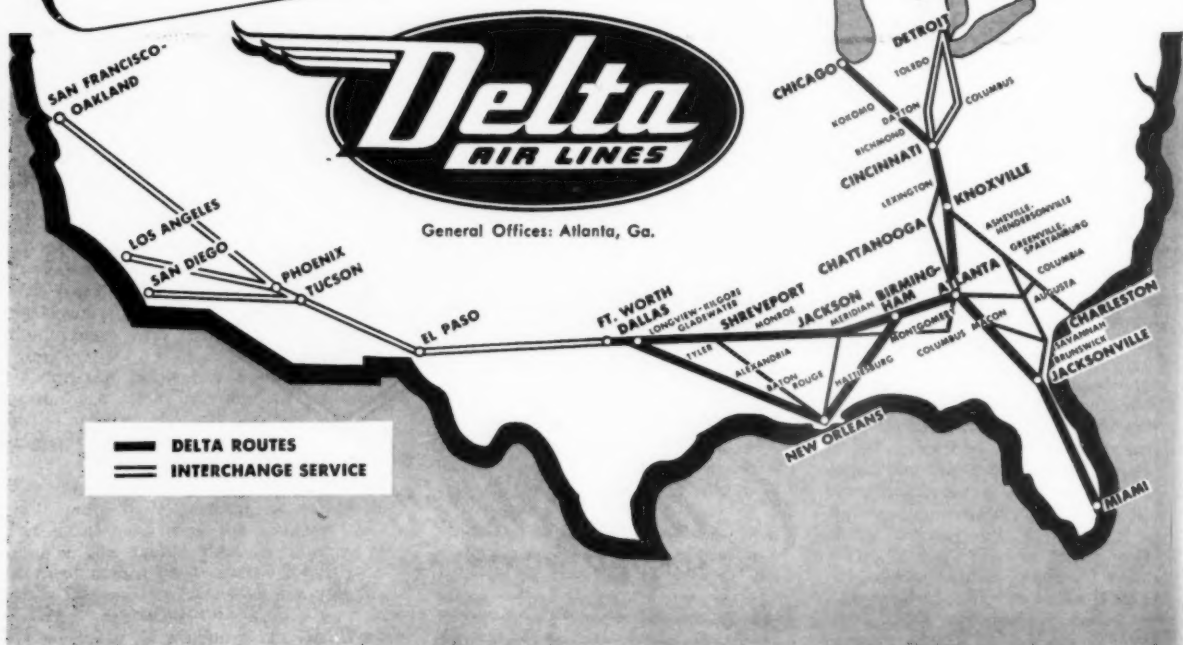 Delta
AIR LINES
General Offices: Atlanta, Ga.
SAN FRANCISCO-
OAKLAND
LOS ANGELES
SAN DIEGO
PHOENIX
TUCSON
EL PASO
FT. WORTH
DALLAS
LONGVIEW-KILGORE
GLADEWATER
TYLER
SHREVEPORT
MONROE
ALEXANDRIA
BATON
ROUGE
JACKSON
MERIDIAN
HATTIESBURG
NEW ORLEANS
BIRMING-
HAM
MONTGOMERY
COLUMBUS
MACON
ATLANTA
CHATTANOOGA
DETROIT
TOLEDO
CHICAGO
KOKOMO
DAYTON
COLUMBUS
RICHMOND
CINCINNATI
LEXINGTON
KNOXVILLE
ASHEVILLE-
HENDERSONVILLE
GREENVILLE-
SPARTANBURG
COLUMBIA
AUGUSTA
CHARLESTON
SAVANNAH
BRUNSWICK
JACKSONVILLE
MIAMI
DELTA ROUTES
INTERCHANGE SERVICE